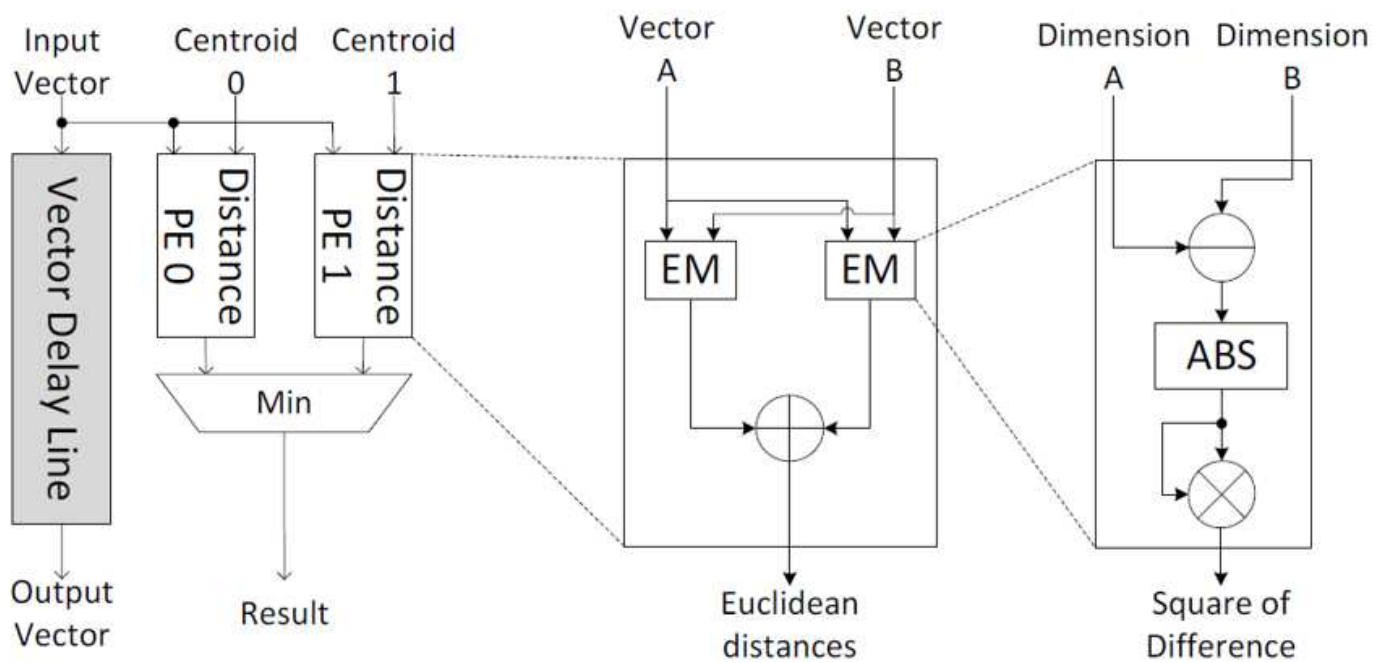 Input
Vector
Centroid
0
Centroid
1
Vector Delay Line
Distance
PE 0
Distance
PE 1
Min
Output
Vector
Result
Vector
A
Vector
B
EM
EM
Euclidean
distances
Dimension
A
Dimension
B
ABS
Square of
Difference